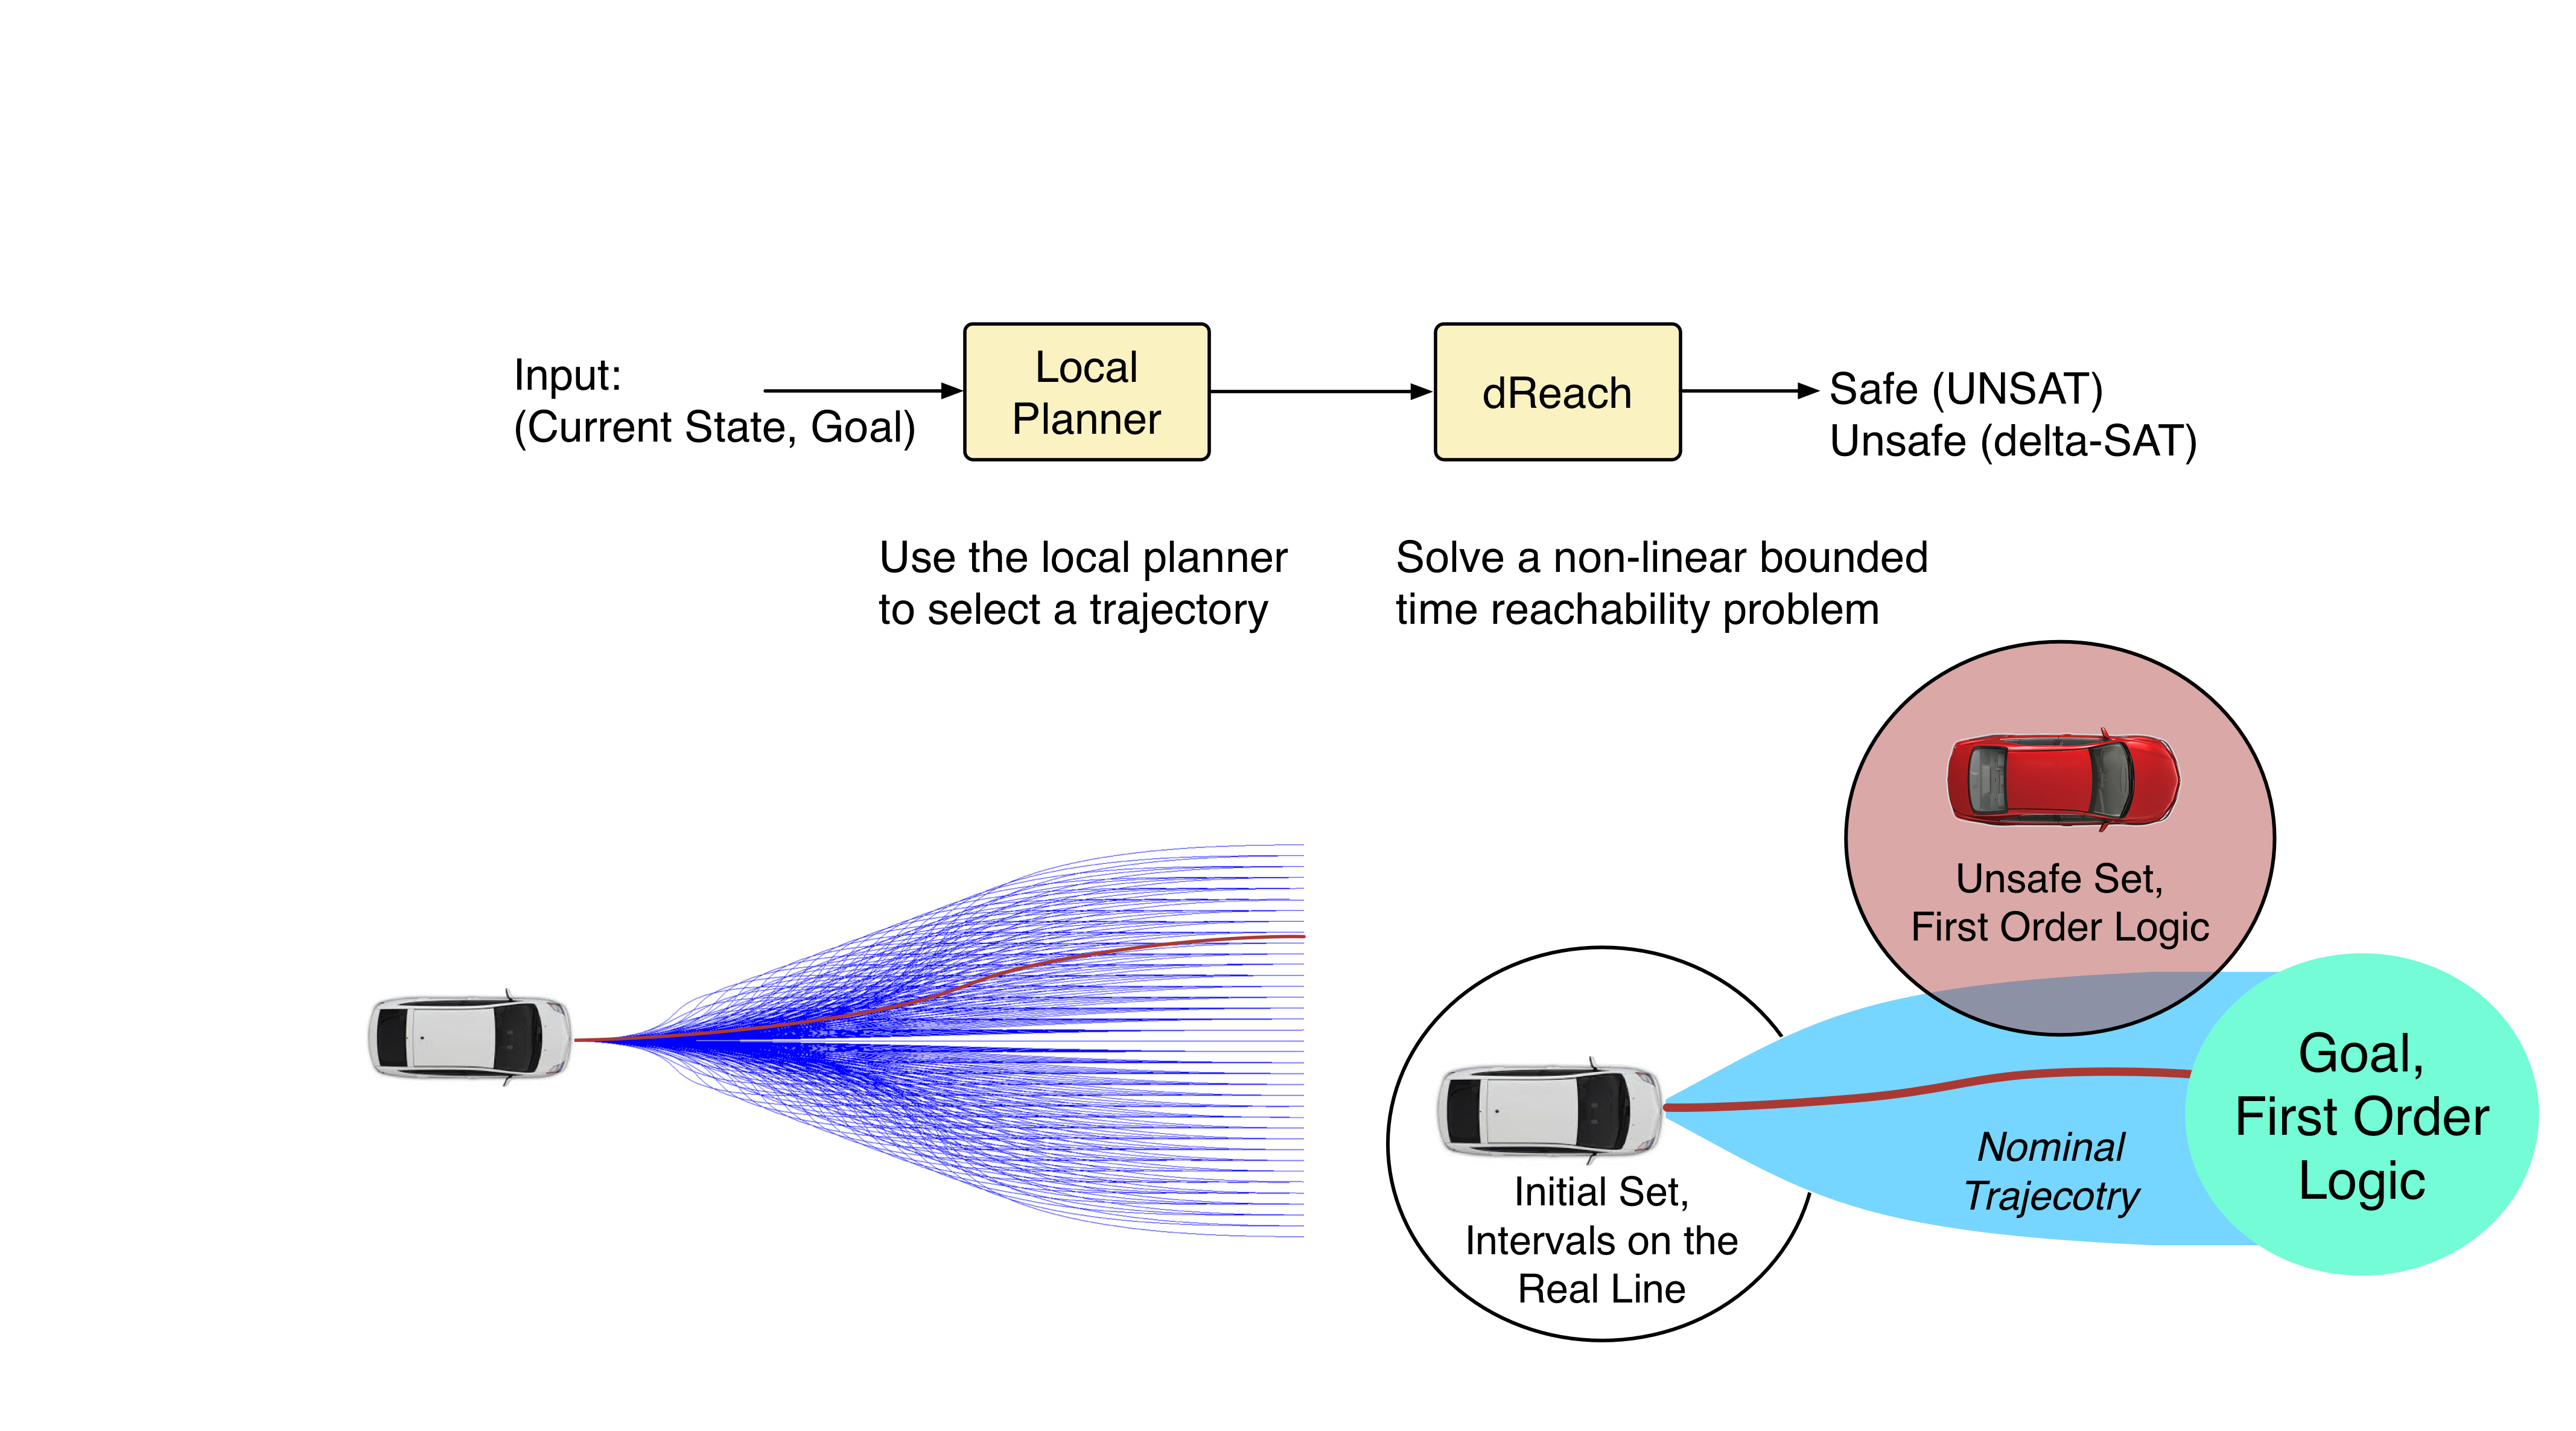 Input:
(Current State, Goal)
Local
Planner
dReach
Safe (UNSAT)
Unsafe (delta-SAT)
Use the local planner
to select a trajectory
Solve a non-linear bounded
time reachability problem
Unsafe Set,
First Order Logic
Initial Set,
Intervals on the
Real Line
Nominal
Trajecotry
Goal,
First Order
Logic